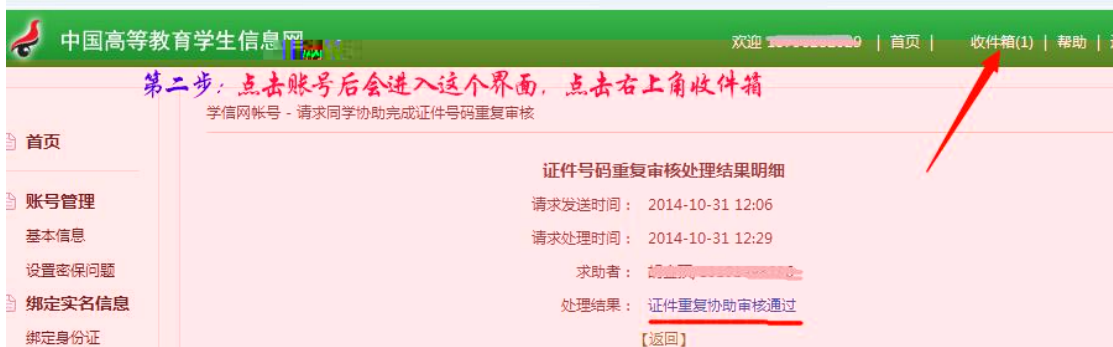 中国高等教育学生信息网
欢迎 | 首页 | 收件箱(1) | 帮助 |
第二步：点击账号后会进入这个界面，点击右上角收件箱
学信网帐号 - 请求同学协助完成证件号码重复审核
首页
账号管理
基本信息
设置密保问题
绑定实名信息
绑定身份证
证件号码重复审核处理结果明细
请求发送时间： 2014-10-31 12:06
请求处理时间： 2014-10-31 12:29
求助者：
处理结果： 证件重复协助审核通过
【返回】